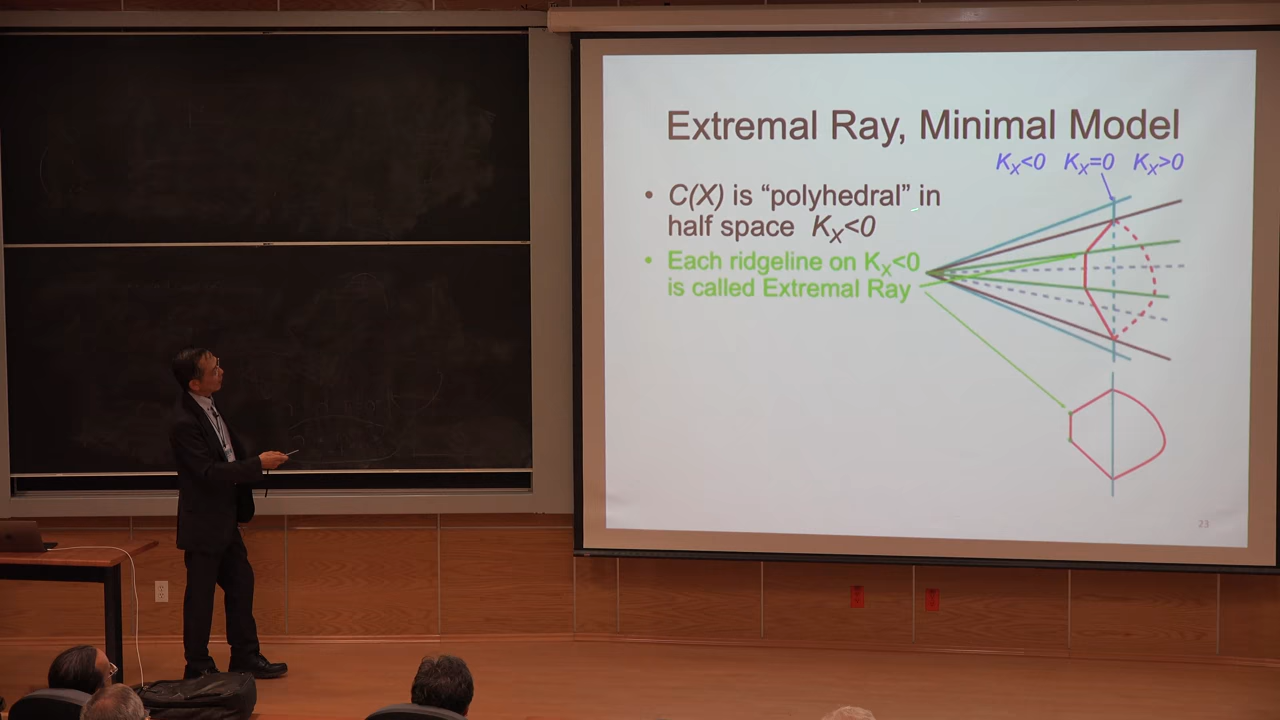 Extremal Ray, Minimal Model
K_X<0 K_X=0 K_X>0
• C(X) is “polyhedral” in
half space K_X<0
• Each ridgeline on K_X<0
is called Extremal Ray
23